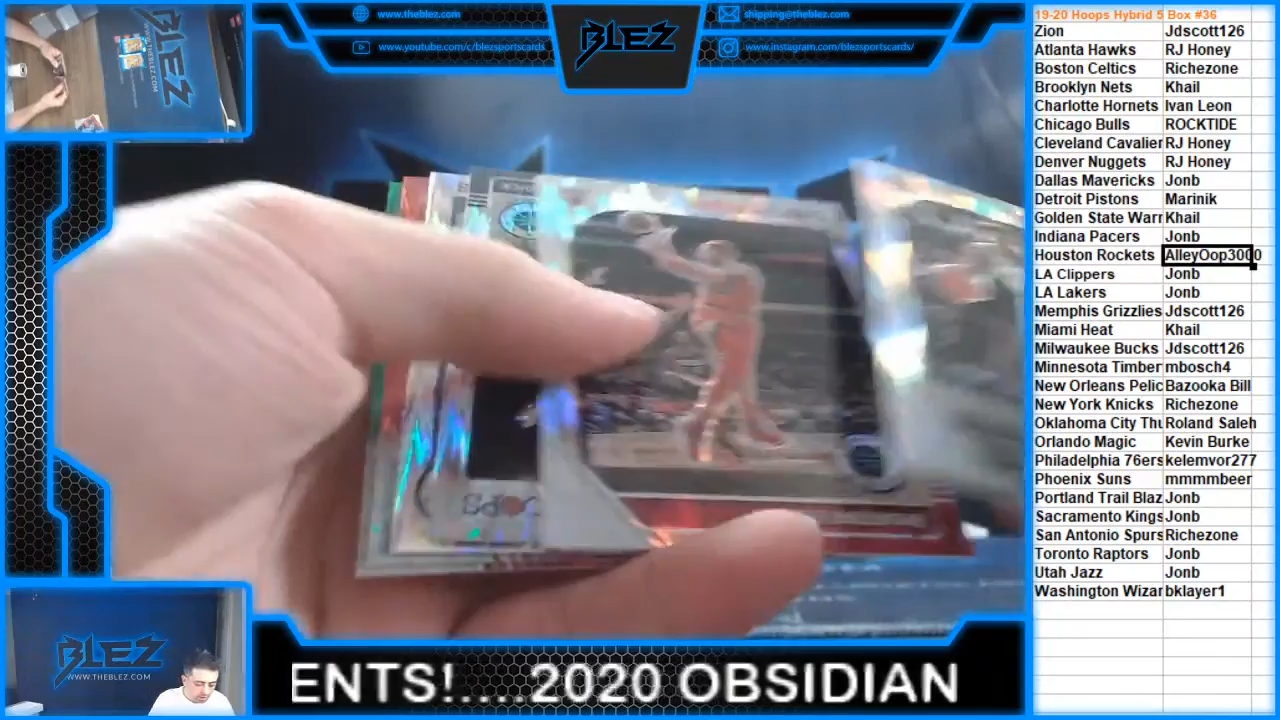 www.theblez.com
shipping@theblez.com
www.youtube.com/c/blezsportscards
www.instagram.com/blezsportscards/
BLEZ
19-20 Hoops Hybrid 5 Box #36
Zion Jdscott126
Atlanta Hawks RJ Honey
Boston Celtics Richezone
Brooklyn Nets Khail
Charlotte Hornets Ivan Leon
Chicago Bulls ROCKTIDE
Cleveland Cavalier RJ Honey
Denver Nuggets RJ Honey
Dallas Mavericks Jonb
Detroit Pistons Marinik
Golden State Warr Khail
Indiana Pacers Jonb
Houston Rockets AlleyOop3000
LA Clippers Jonb
LA Lakers Jonb
Memphis Grizzlies Jdscott126
Miami Heat Khail
Milwaukee Bucks Jdscott126
Minnesota Timber mbosch4
New Orleans Pelic Bazooka Bill
New York Knicks Richezone
Oklahoma City Thu Roland Saleh
Orlando Magic Kevin Burke
Philadelphia 76ers kelemvor277
Phoenix Suns mmmmbeer
Portland Trail Blaz Jonb
Sacramento Kings Jonb
San Antonio Spurs Richezone
Toronto Raptors Jonb
Utah Jazz Jonb
Washington Wizar bklayer1
BLEZ
WWW.THEBLEZ.COM
BLEZ
WWW.THEBLEZ.COM
ENTS!....2020 OBSIDIAN